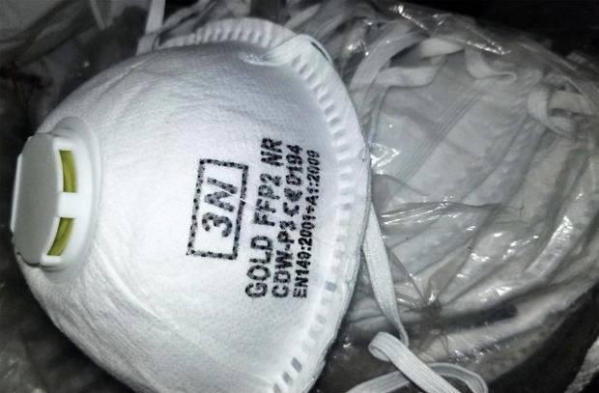 3N
GOLD FFP2 NR
CDW-P3 CE 0194
EN149:2001+A1:2009